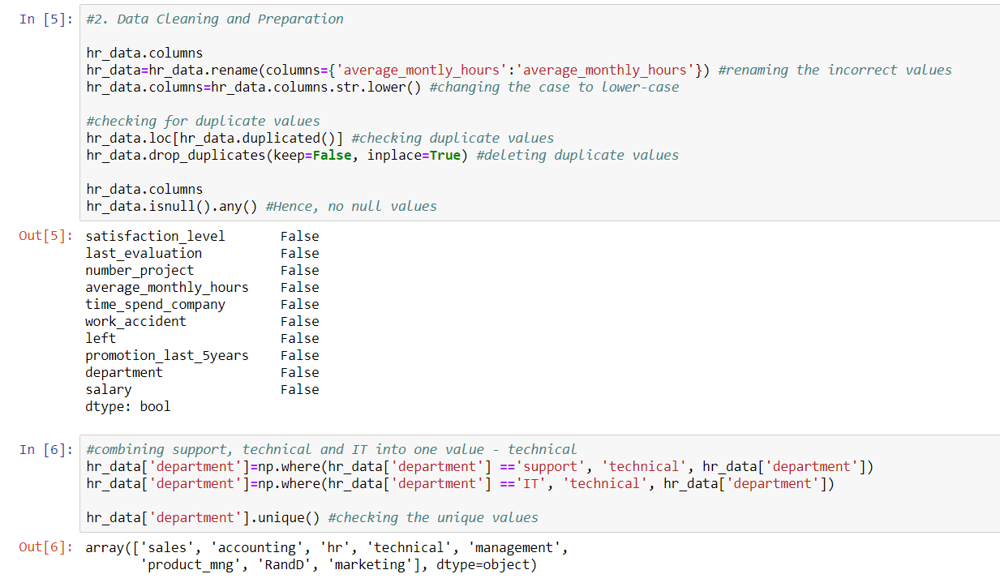 In [5]: #2. Data Cleaning and Preparation
hr_data.columns
hr_data=hr_data.rename(columns={'average_montly_hours':'average_monthly_hours'}) #renaming the incorrect values
hr_data.columns=hr_data.columns.str.lower() #changing the case to lower-case
#checking for duplicate values
hr_data.loc[hr_data.duplicated()] #checking duplicate values
hr_data.drop_duplicates(keep=False, inplace=True) #deleting duplicate values
hr_data.columns
hr_data.isnull().any() #Hence, no null values
Out[5]: satisfaction_level False
last_evaluation False
number_project False
average_monthly_hours False
time_spend_company False
work_accident False
left False
promotion_last_5years False
department False
salary False
dtype: bool
In [6]: #combining support, technical and IT into one value - technical
hr_data['department']=np.where(hr_data['department'] =='support', 'technical', hr_data['department'])
hr_data['department']=np.where(hr_data['department'] =='IT', 'technical', hr_data['department'])
hr_data['department'].unique() #checking the unique values
Out[6]: array(['sales', 'accounting', 'hr', 'technical', 'management',
'product_mng', 'RandD', 'marketing'], dtype=object)